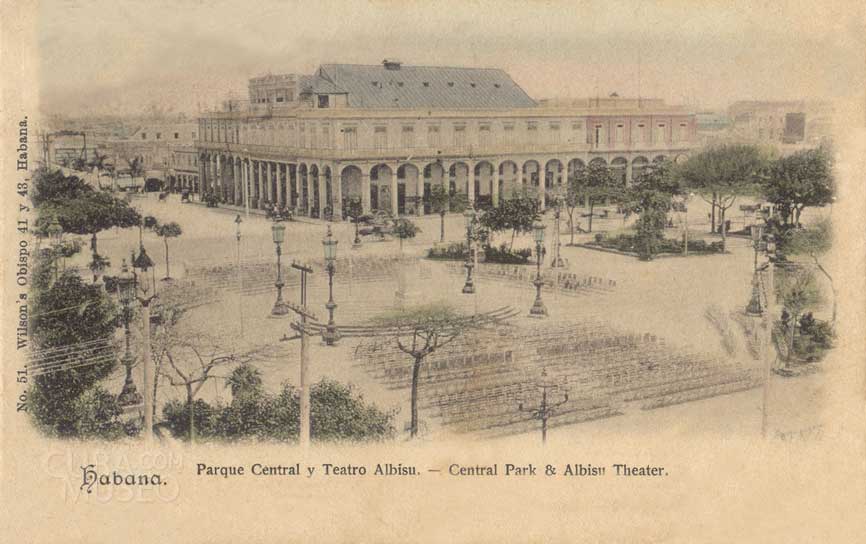 No. 51. Wilson's Obispo 41 y 43, Habana.
Habana.
Parque Central y Teatro Albisu. — Central Park & Albisu Theater.
CUBA.COM
MUSEO